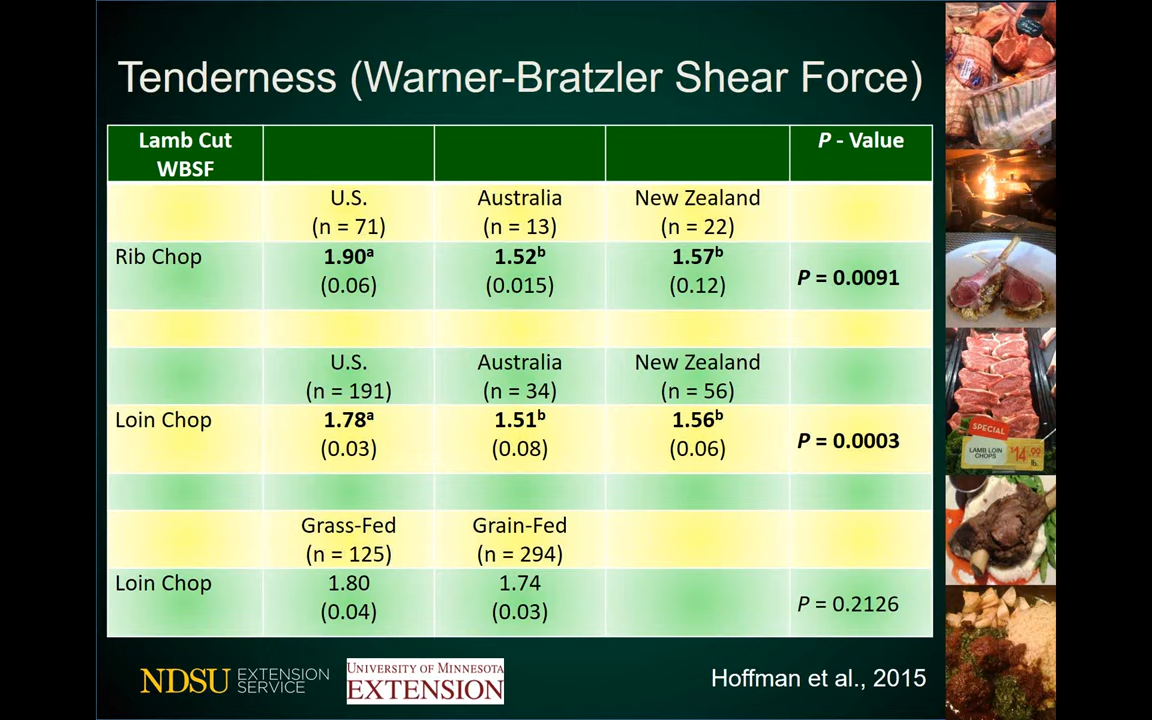 Tenderness (Warner-Bratzler Shear Force)
Lamb Cut P - Value
WBSF
U.S. Australia New Zealand
(n = 71) (n = 13) (n = 22)
Rib Chop 1.90ᵃ 1.52ᵇ 1.57ᵇ P = 0.0091
(0.06) (0.015) (0.12)
U.S. Australia New Zealand
(n = 191) (n = 34) (n = 56)
Loin Chop 1.78ᵃ 1.51ᵇ 1.56ᵇ P = 0.0003
(0.03) (0.08) (0.06)
Grass-Fed Grain-Fed
(n = 125) (n = 294)
Loin Chop 1.80 1.74 P = 0.2126
(0.04) (0.03)
SPECIAL
LAMB LOIN
CHOPS
$14.99
lb.
NDSU EXTENSION
SERVICE
UNIVERSITY OF MINNESOTA
EXTENSION
Hoffman et al., 2015